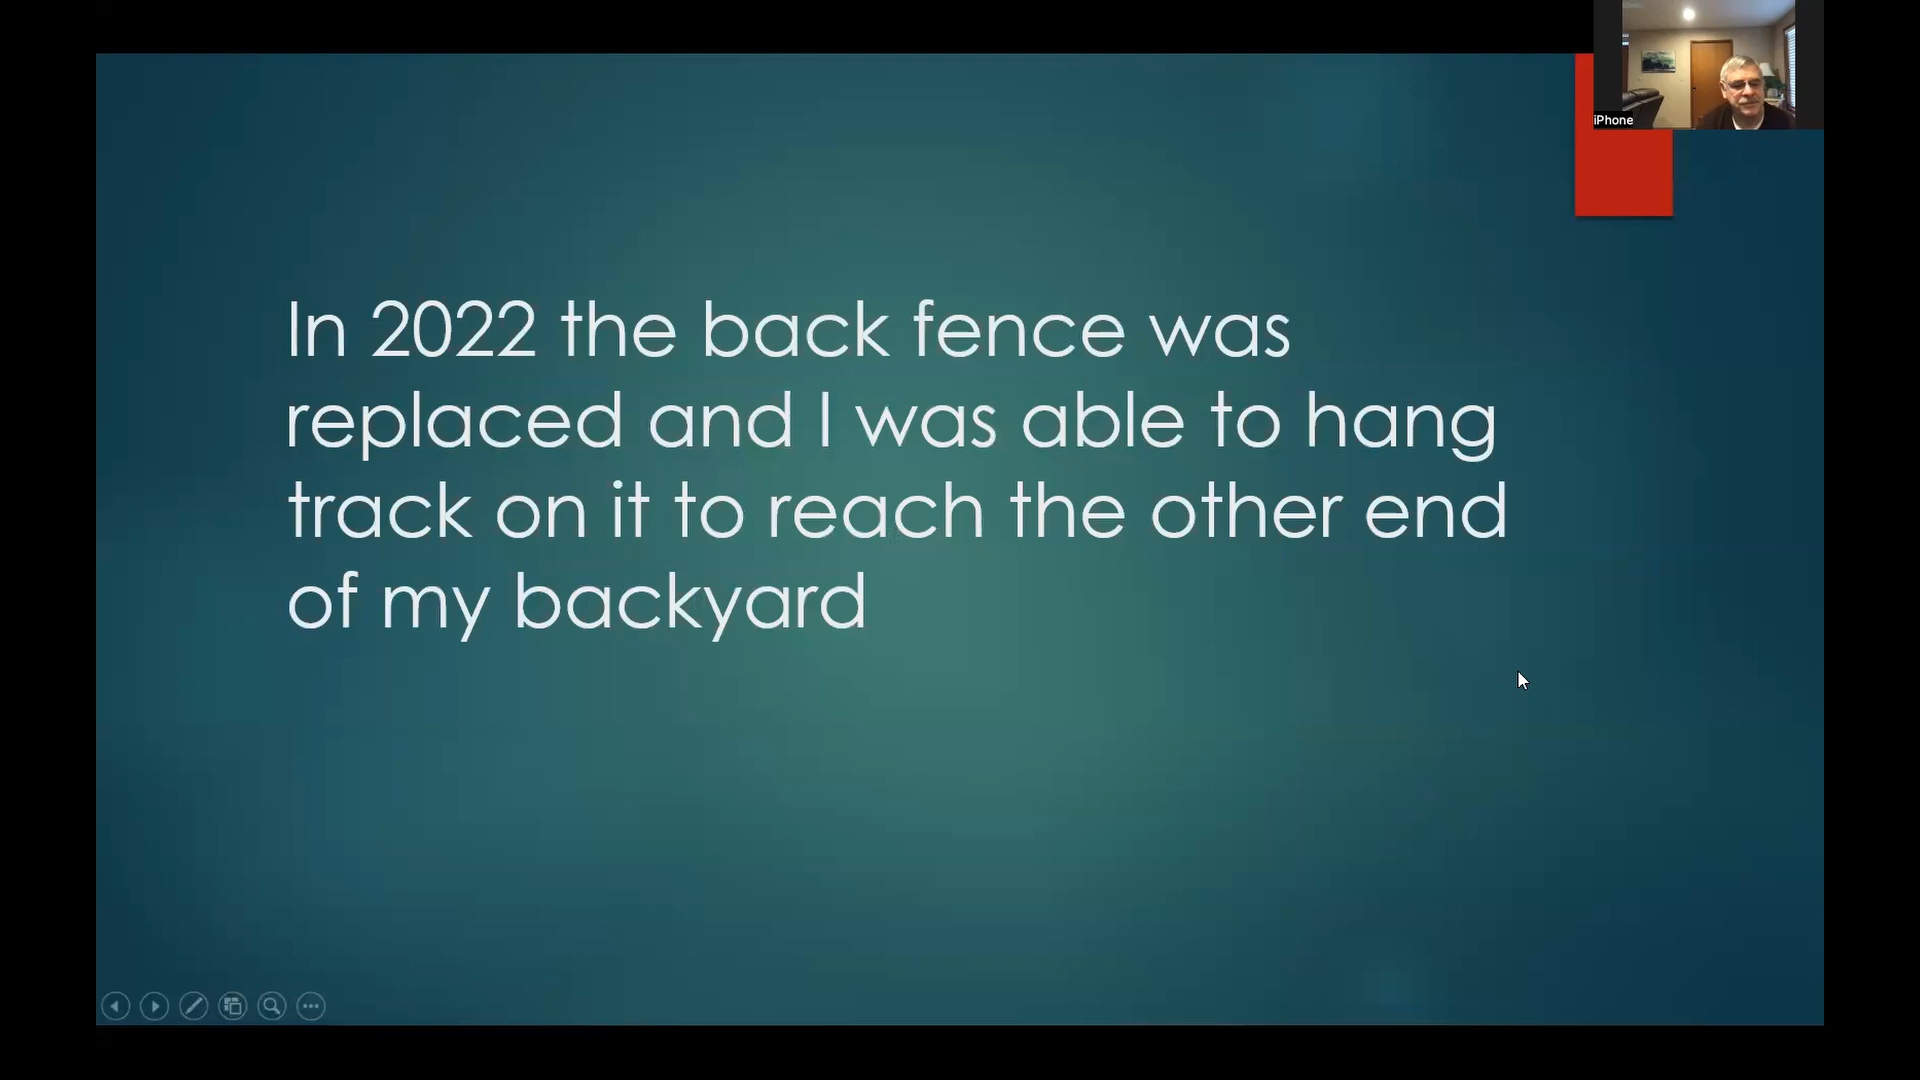 iPhone
In 2022 the back fence was
replaced and I was able to hang
track on it to reach the other end
of my backyard